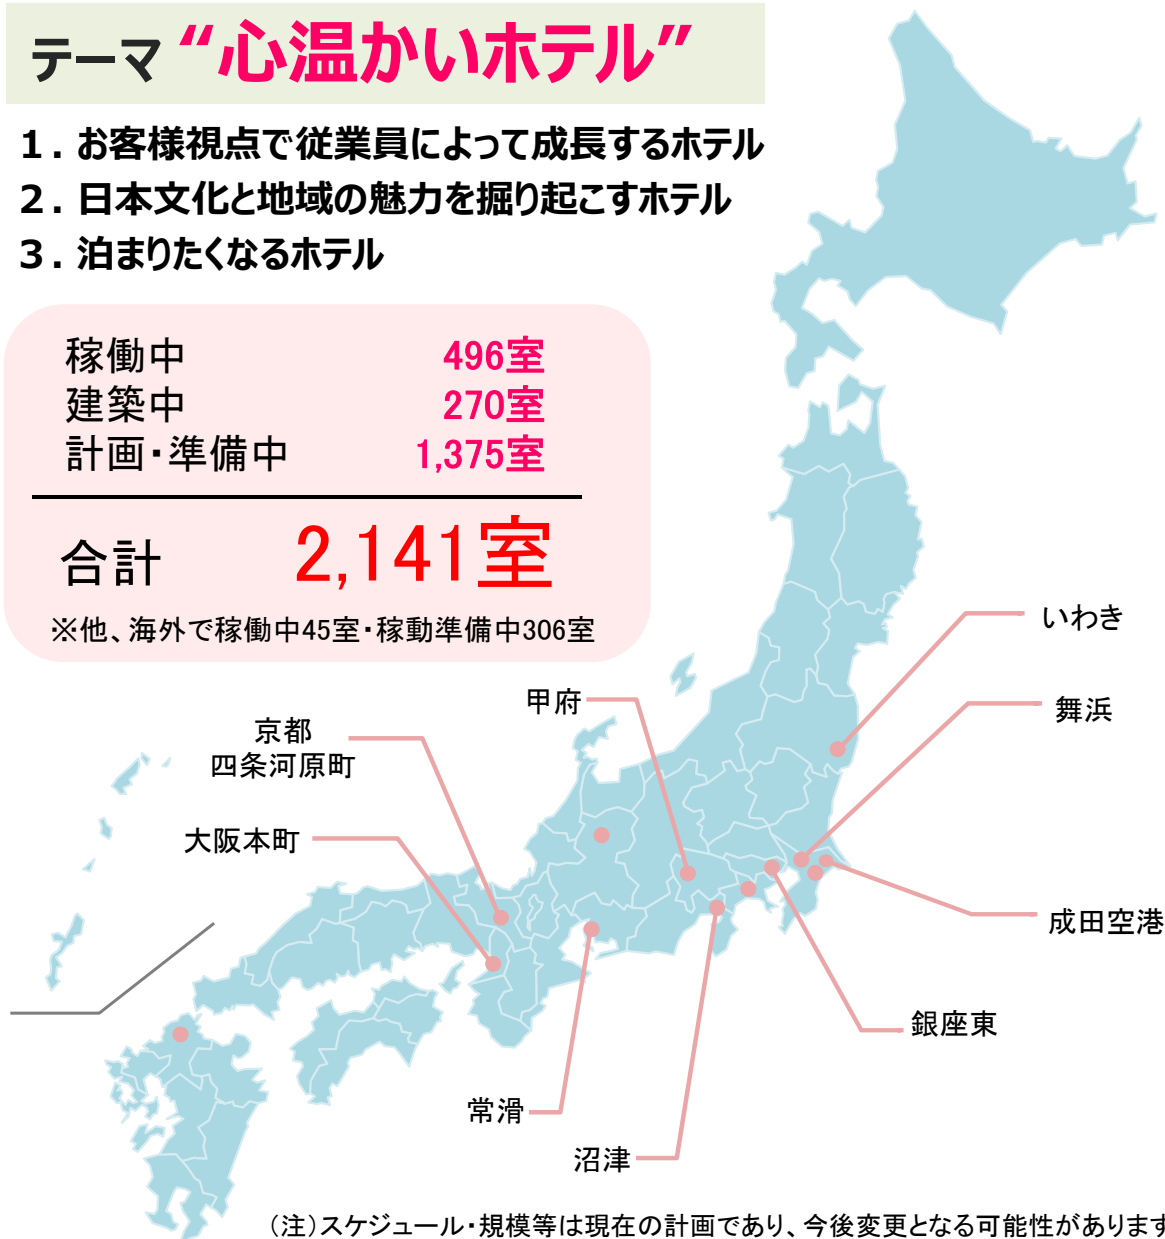 テーマ “心温かいホテル”
１. お客様視点で従業員によって成長するホテル
２. 日本文化と地域の魅力を掘り起こすホテル
３. 泊まりたくなるホテル
稼働中 496室
建築中 270室
計画・準備中 1,375室
合計 2,141室
※他、海外で稼働中45室・稼動準備中306室
いわき
甲府
舞浜
京都
四条河原町
大阪本町
成田空港
銀座東
常滑
沼津
（注）スケジュール・規模等は現在の計画であり、今後変更となる可能性があります